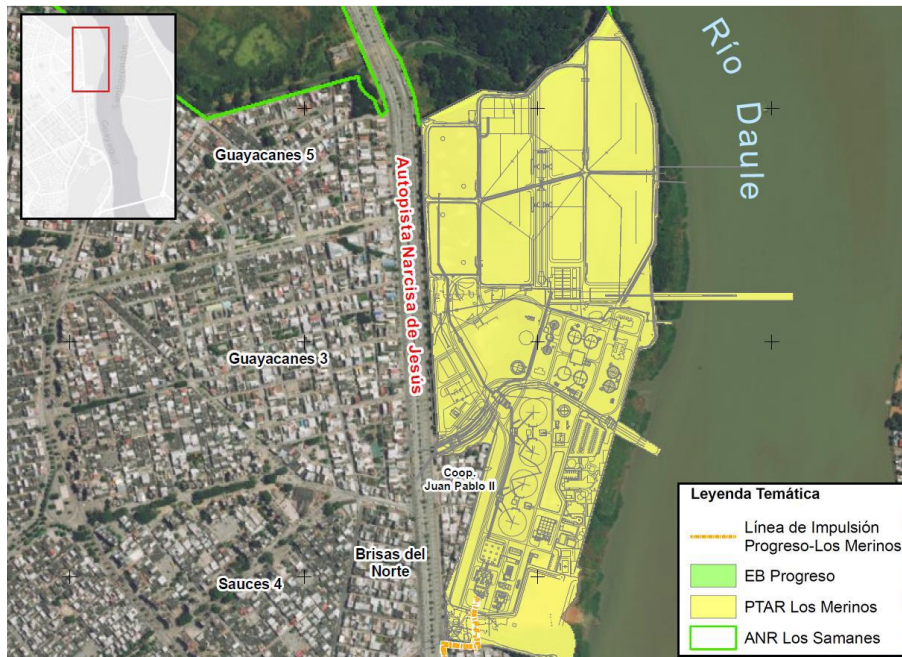 Río
Daule
Guayacanes 5
Autopista Narcisa de Jesús
Guayacanes 3
Coop.
Juan Pablo II
Brisas del
Norte
Sauces 4
Leyenda Temática
Línea de Impulsión
Progreso-Los Merinos
EB Progreso
PTAR Los Merinos
ANR Los Samanes